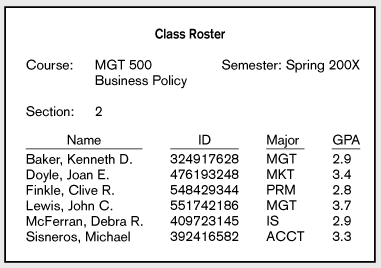 Class Roster
Course: MGT 500 Semester: Spring 200X
Business Policy
Section: 2
Name ID Major GPA
Baker, Kenneth D. 324917628 MGT 2.9
Doyle, Joan E. 476193248 MKT 3.4
Finkle, Clive R. 548429344 PRM 2.8
Lewis, John C. 551742186 MGT 3.7
McFerran, Debra R. 409723145 IS 2.9
Sisneros, Michael 392416582 ACCT 3.3